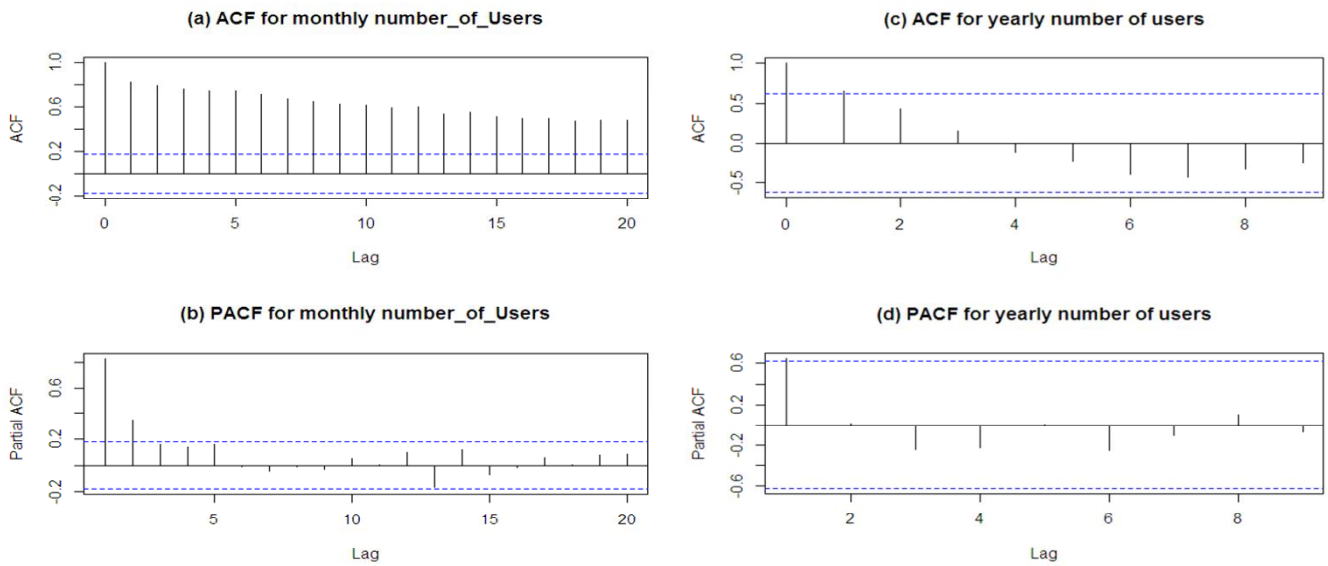 (a) ACF for monthly number_of_Users
ACF
1.0
0.6
0.2
-0.2
0 5 10 15 20
Lag
(c) ACF for yearly number of users
ACF
1.0
0.5
0.0
-0.5
0 2 4 6 8
Lag
(b) PACF for monthly number_of_Users
Partial ACF
0.6
0.2
-0.2
5 10 15 20
Lag
(d) PACF for yearly number of users
Partial ACF
0.6
0.2
-0.2
-0.6
2 4 6 8
Lag